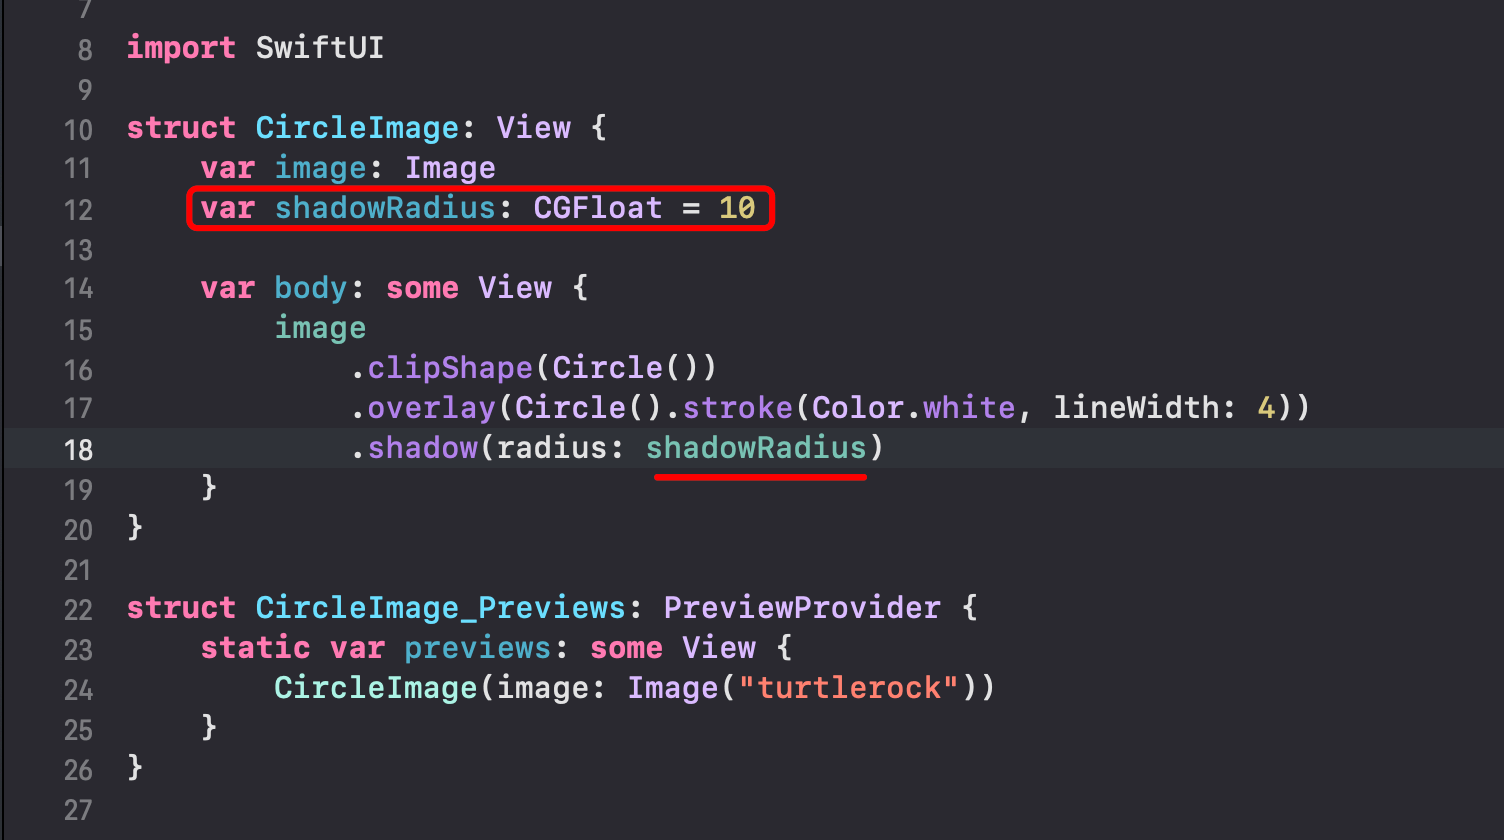 7
8 import SwiftUI
9
10 struct CircleImage: View {
11     var image: Image
12     var shadowRadius: CGFloat = 10
13
14     var body: some View {
15         image
16             .clipShape(Circle())
17             .overlay(Circle().stroke(Color.white, lineWidth: 4))
18             .shadow(radius: shadowRadius)
19     }
20 }
21
22 struct CircleImage_Previews: PreviewProvider {
23     static var previews: some View {
24         CircleImage(image: Image("turtlerock"))
25     }
26 }
27